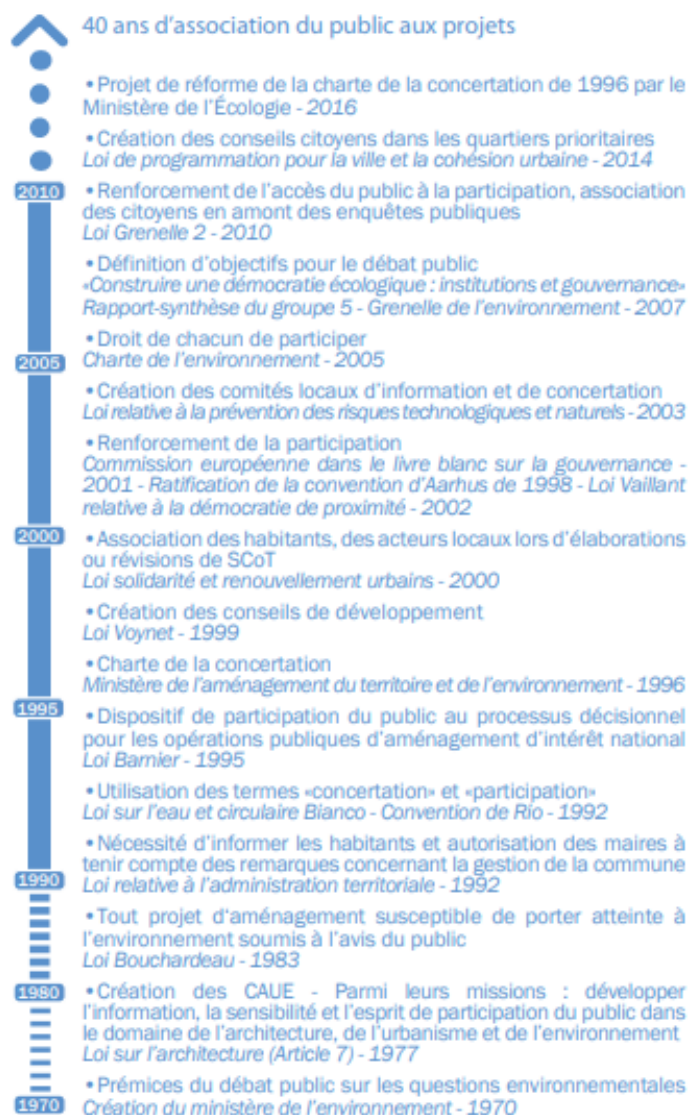 40 ans d'association du public aux projets
• Projet de réforme de la charte de la concertation de 1996 par le
Ministère de l'Écologie - 2016
• Création des conseils citoyens dans les quartiers prioritaires
Loi de programmation pour la ville et la cohésion urbaine - 2014
2010
• Renforcement de l'accès du public à la participation, association
des citoyens en amont des enquêtes publiques
Loi Grenelle 2 - 2010
• Définition d'objectifs pour le débat public
«Construire une démocratie écologique : institutions et gouvernance»
Rapport-synthèse du groupe 5 - Grenelle de l'environnement - 2007
• Droit de chacun de participer
2005
Charte de l'environnement - 2005
• Création des comités locaux d'information et de concertation
Loi relative à la prévention des risques technologiques et naturels - 2003
• Renforcement de la participation
Commission européenne dans le livre blanc sur la gouvernance -
2001 - Ratification de la convention d'Aarhus de 1998 - Loi Vaillant
relative à la démocratie de proximité - 2002
2000
• Association des habitants, des acteurs locaux lors d'élaborations
ou révisions de SCoT
Loi solidarité et renouvellement urbains - 2000
• Création des conseils de développement
Loi Voynet - 1999
• Charte de la concertation
Ministère de l'aménagement du territoire et de l'environnement - 1996
1995
• Dispositif de participation du public au processus décisionnel
pour les opérations publiques d'aménagement d'intérêt national
Loi Barnier - 1995
• Utilisation des termes «concertation» et «participation»
Loi sur l'eau et circulaire Bianco - Convention de Rio - 1992
• Nécessité d'informer les habitants et autorisation des maires à
tenir compte des remarques concernant la gestion de la commune
1990
Loi relative à l'administration territoriale - 1992
• Tout projet d'aménagement susceptible de porter atteinte à
l'environnement soumis à l'avis du public
Loi Bouchardeau - 1983
1980
• Création des CAUE - Parmi leurs missions : développer
l'information, la sensibilité et l'esprit de participation du public dans
le domaine de l'architecture, de l'urbanisme et de l'environnement
Loi sur l'architecture (Article 7) - 1977
• Prémices du débat public sur les questions environnementales
1970
Création du ministère de l'environnement - 1970